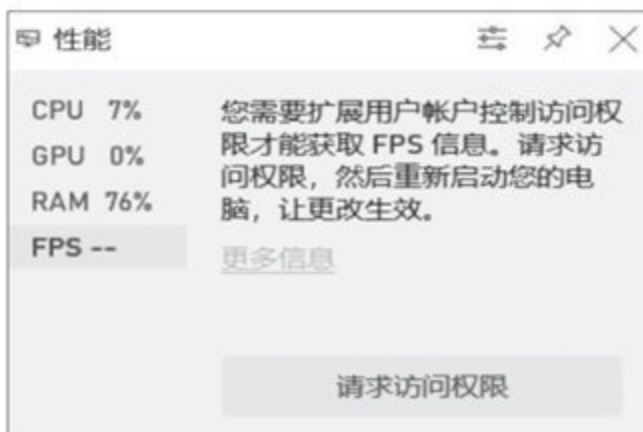 性能
CPU 7%
GPU 0%
RAM 76%
FPS --
您需要扩展用户帐户控制访问权
限才能获取 FPS 信息。请求访
问权限，然后重新启动您的电
脑，让更改生效。
更多信息
请求访问权限